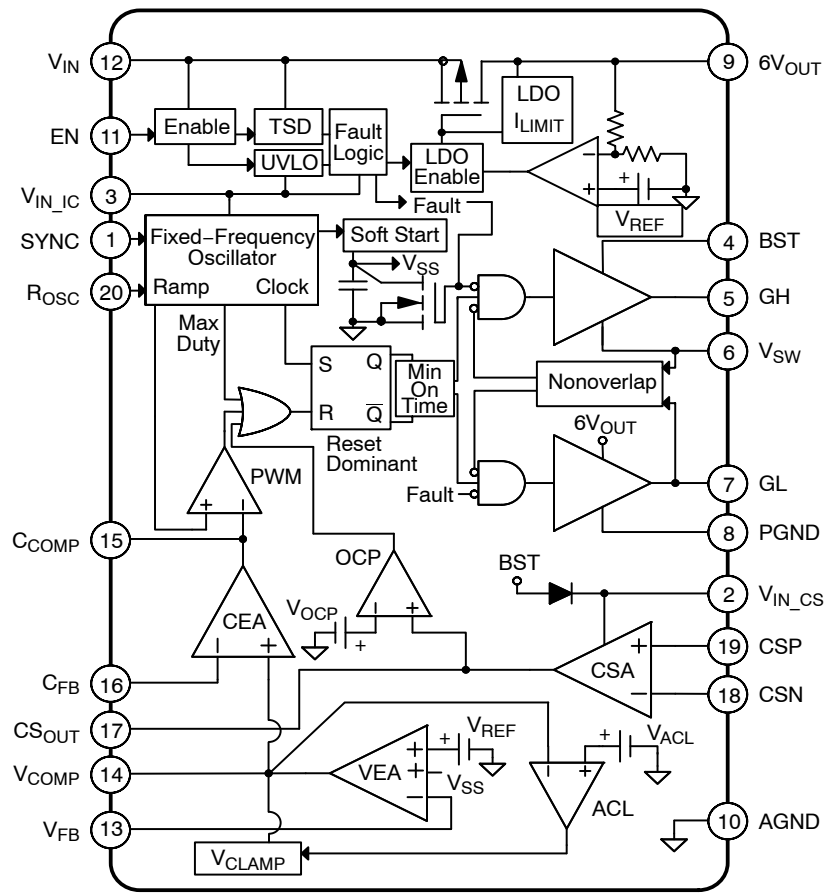 V_IN 12
9 6V_OUT
LDO
I_LIMIT
EN 11
Enable
TSD
Fault
Logic
UVLO
LDO
Enable
−
+
+
V_REF
V_IN_IC 3
Fault
SYNC 1
Fixed−Frequency
Oscillator
Ramp Clock
Soft Start
V_SS
4 BST
R_OSC 20
5 GH
Max
Duty
6 V_SW
S Q
R Q̅
Min
On
Time
Nonoverlap
Reset
Dominant
6V_OUT
PWM
+ −
Fault
7 GL
C_COMP 15
8 PGND
OCP
− +
BST
2 V_IN_CS
V_OCP
+
CEA
− +
CSA
+
−
19 CSP
C_FB 16
18 CSN
CS_OUT 17
V_REF
+
V_ACL
+
V_COMP 14
VEA
+
+
−
V_SS
− +
ACL
V_FB 13
10 AGND
V_CLAMP